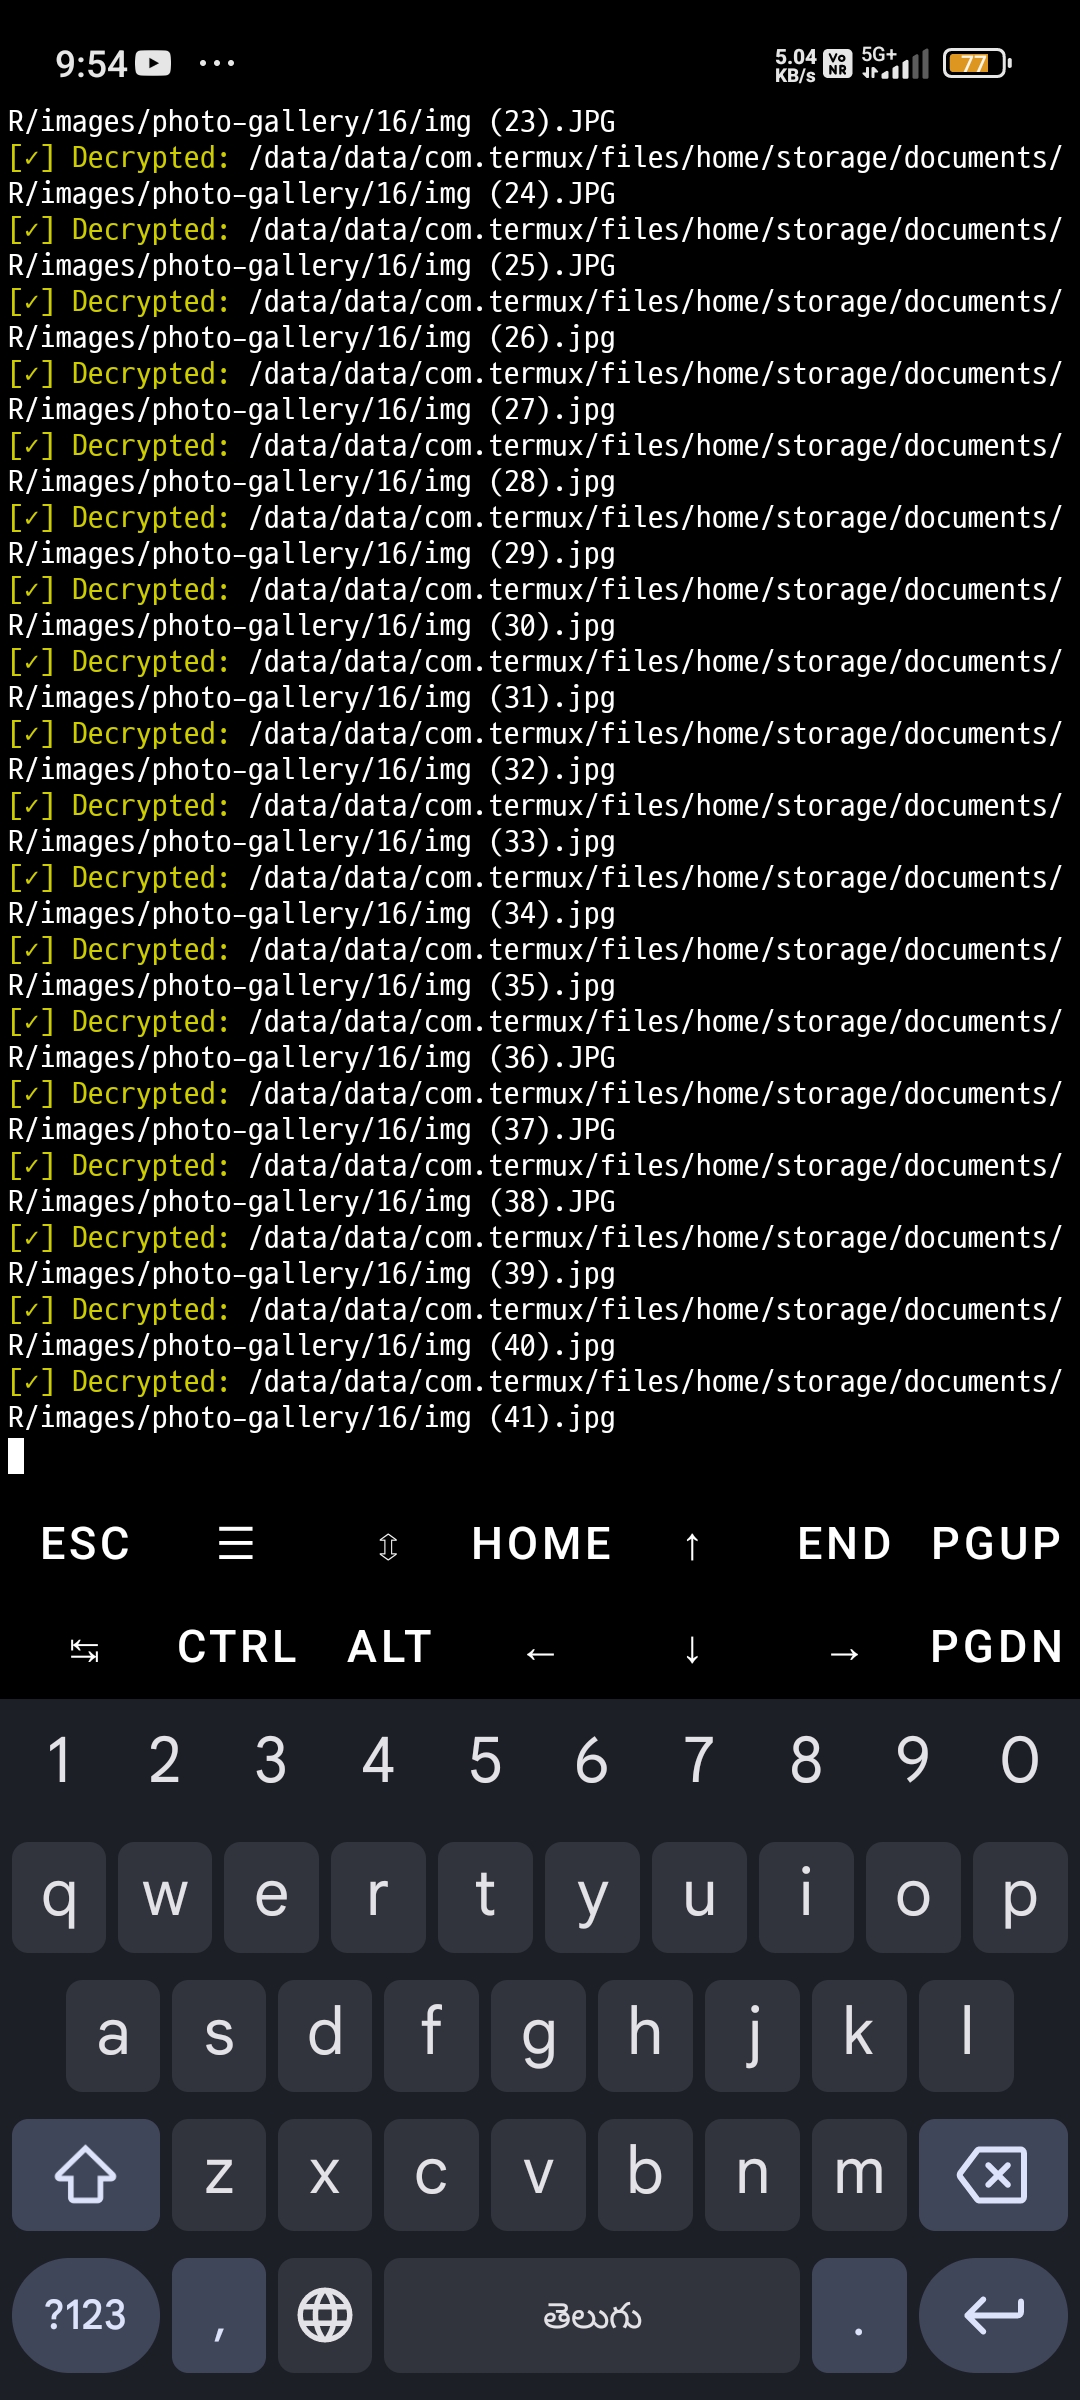 9:54 ... 5.04 KB/s Vo NR 5G+ 77
R/images/photo-gallery/16/img (23).JPG
[✓] Decrypted: /data/data/com.termux/files/home/storage/documents/
R/images/photo-gallery/16/img (24).JPG
[✓] Decrypted: /data/data/com.termux/files/home/storage/documents/
R/images/photo-gallery/16/img (25).JPG
[✓] Decrypted: /data/data/com.termux/files/home/storage/documents/
R/images/photo-gallery/16/img (26).jpg
[✓] Decrypted: /data/data/com.termux/files/home/storage/documents/
R/images/photo-gallery/16/img (27).jpg
[✓] Decrypted: /data/data/com.termux/files/home/storage/documents/
R/images/photo-gallery/16/img (28).jpg
[✓] Decrypted: /data/data/com.termux/files/home/storage/documents/
R/images/photo-gallery/16/img (29).jpg
[✓] Decrypted: /data/data/com.termux/files/home/storage/documents/
R/images/photo-gallery/16/img (30).jpg
[✓] Decrypted: /data/data/com.termux/files/home/storage/documents/
R/images/photo-gallery/16/img (31).jpg
[✓] Decrypted: /data/data/com.termux/files/home/storage/documents/
R/images/photo-gallery/16/img (32).jpg
[✓] Decrypted: /data/data/com.termux/files/home/storage/documents/
R/images/photo-gallery/16/img (33).jpg
[✓] Decrypted: /data/data/com.termux/files/home/storage/documents/
R/images/photo-gallery/16/img (34).jpg
[✓] Decrypted: /data/data/com.termux/files/home/storage/documents/
R/images/photo-gallery/16/img (35).jpg
[✓] Decrypted: /data/data/com.termux/files/home/storage/documents/
R/images/photo-gallery/16/img (36).JPG
[✓] Decrypted: /data/data/com.termux/files/home/storage/documents/
R/images/photo-gallery/16/img (37).JPG
[✓] Decrypted: /data/data/com.termux/files/home/storage/documents/
R/images/photo-gallery/16/img (38).JPG
[✓] Decrypted: /data/data/com.termux/files/home/storage/documents/
R/images/photo-gallery/16/img (39).jpg
[✓] Decrypted: /data/data/com.termux/files/home/storage/documents/
R/images/photo-gallery/16/img (40).jpg
[✓] Decrypted: /data/data/com.termux/files/home/storage/documents/
R/images/photo-gallery/16/img (41).jpg
ESC ☰ ⇳ HOME ↑ END PGUP
↹ CTRL ALT ← ↓ → PGDN
1 2 3 4 5 6 7 8 9 0
q w e r t y u i o p
a s d f g h j k l
z x c v b n m
?123 , తెలుగు .